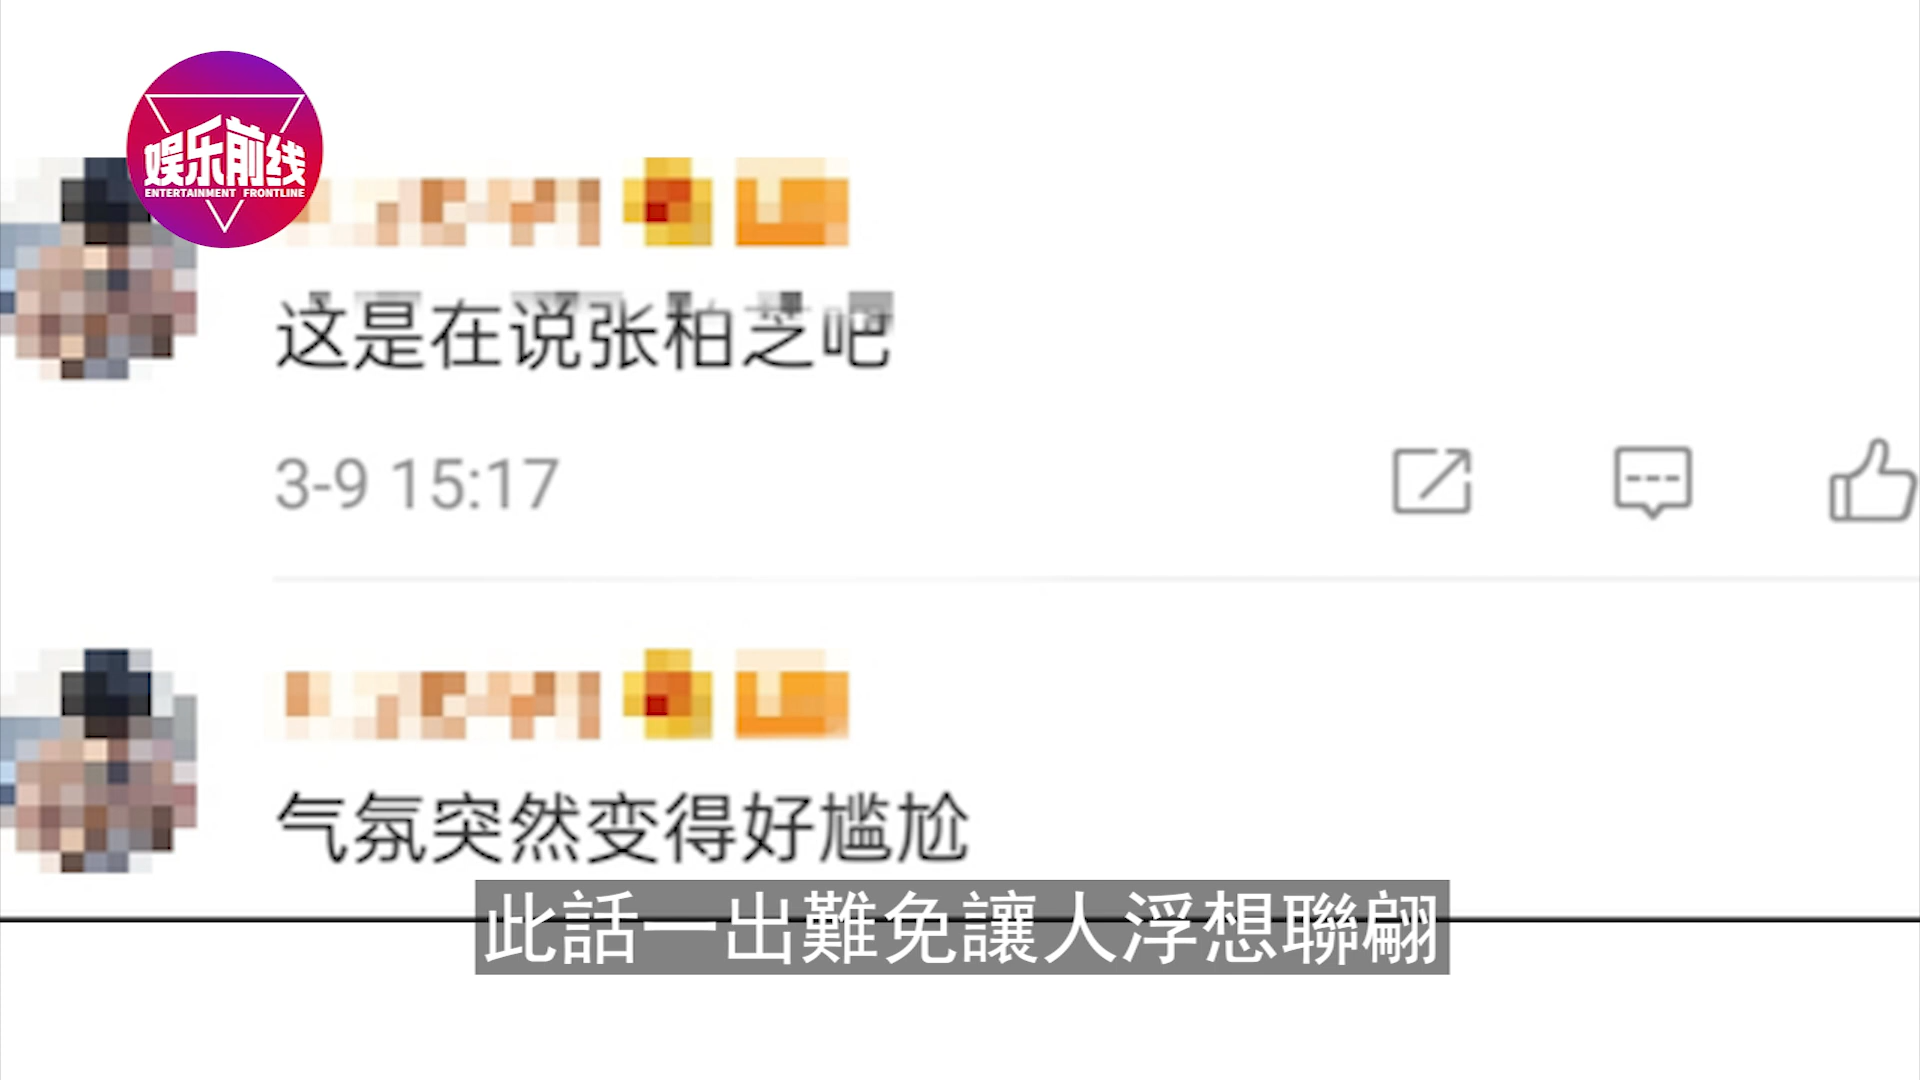 娱乐前线
ENTERTAINMENT FRONTLINE
这是在说张柏芝吧
3-9 15:17
气氛突然变得好尴尬
此話一出難免讓人浮想聯翩